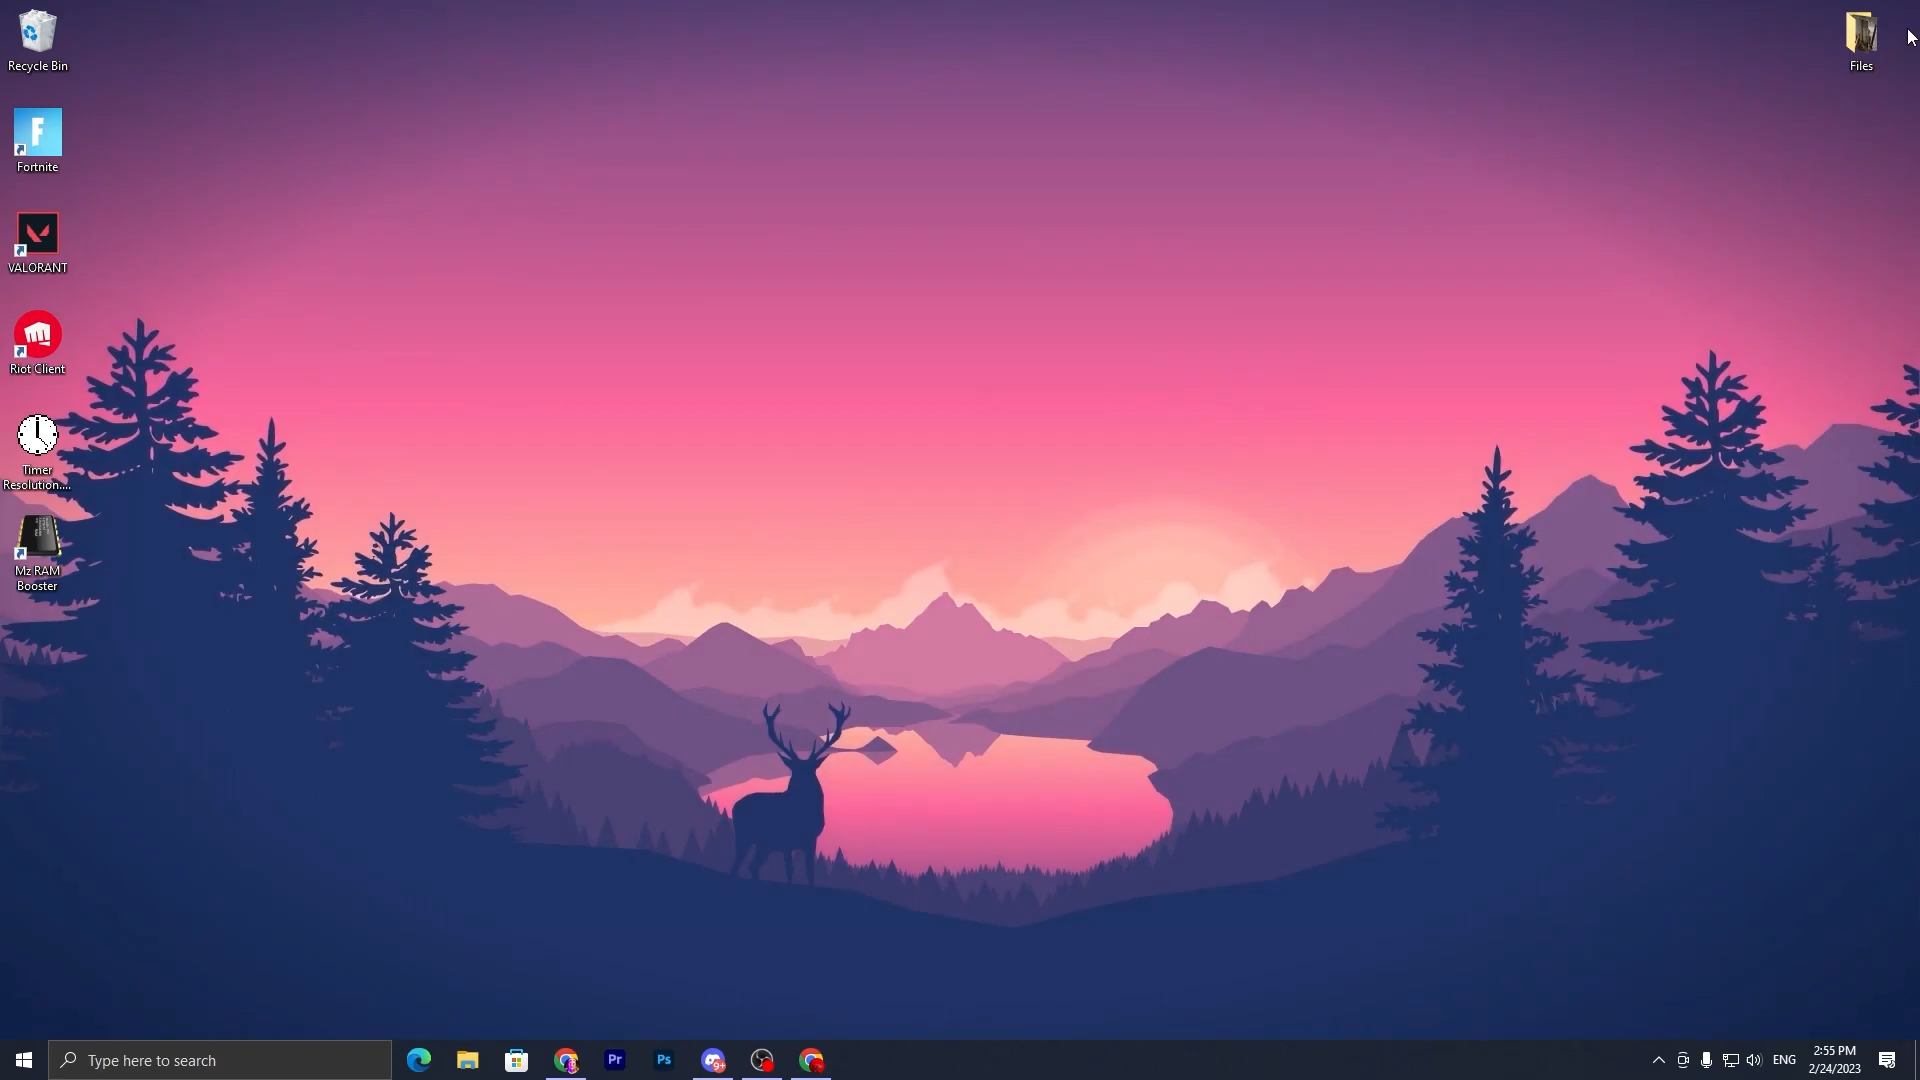 Recycle Bin
Files
F
Fortnite
VALORANT
Riot Client
Timer
Resolution....
Mz RAM
Booster
Type here to search
Pr
Ps
9+
ENG
2:55 PM
2/24/2023